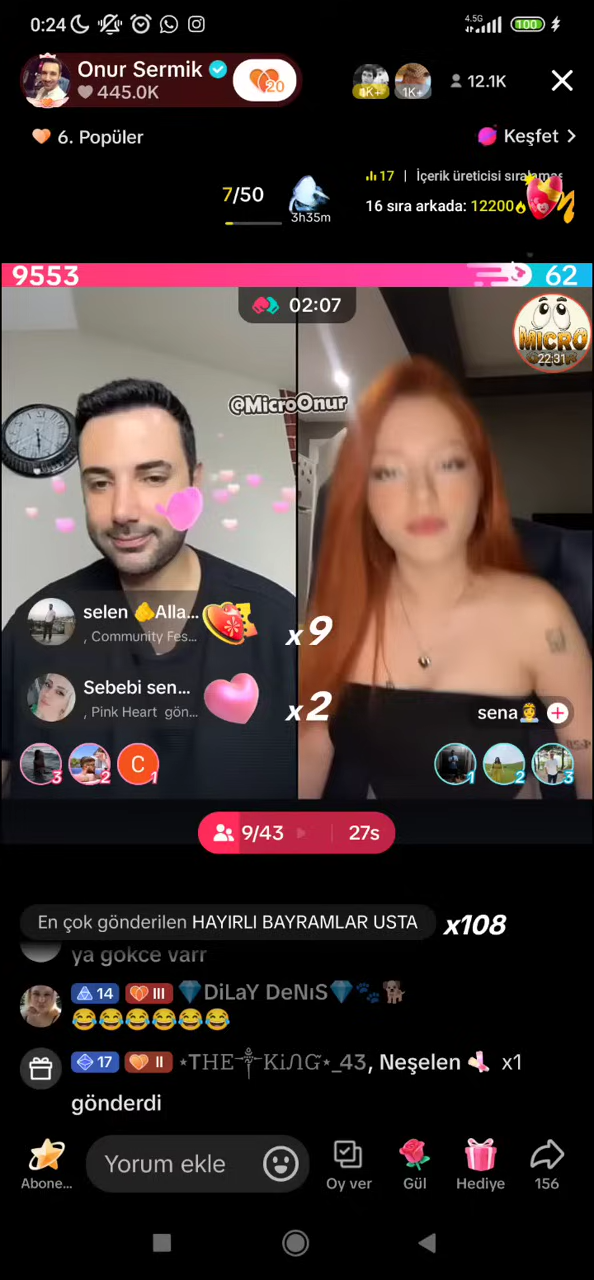 0:24
4.5G
100
Onur Sermik
445.0K
20
1K+
1K+
12.1K
6. Popüler
Keşfet
7/50
3h35m
17 | İçerik üreticisi
16 sıra arkada: 12200
9553
62
02:07
MICRO
22:31
@MicroOnur
selen 🫵Alla...
, Community Fes...
x9
Sebebi sen...
, Pink Heart gön...
x2
sena👸
3
2
C
1
1
2
3
9/43
27s
En çok gönderilen HAYIRLI BAYRAMLAR USTA
x108
ya gökce varr
14 III 💎DiLaY DeNıS💎🐾🐕
😂😂😂😂😂😂
17 II ⋆THE⸸KiNG⋆_43, Neşelen x1
gönderdi
Abone...
Yorum ekle
Oy ver
Gül
Hediye
156